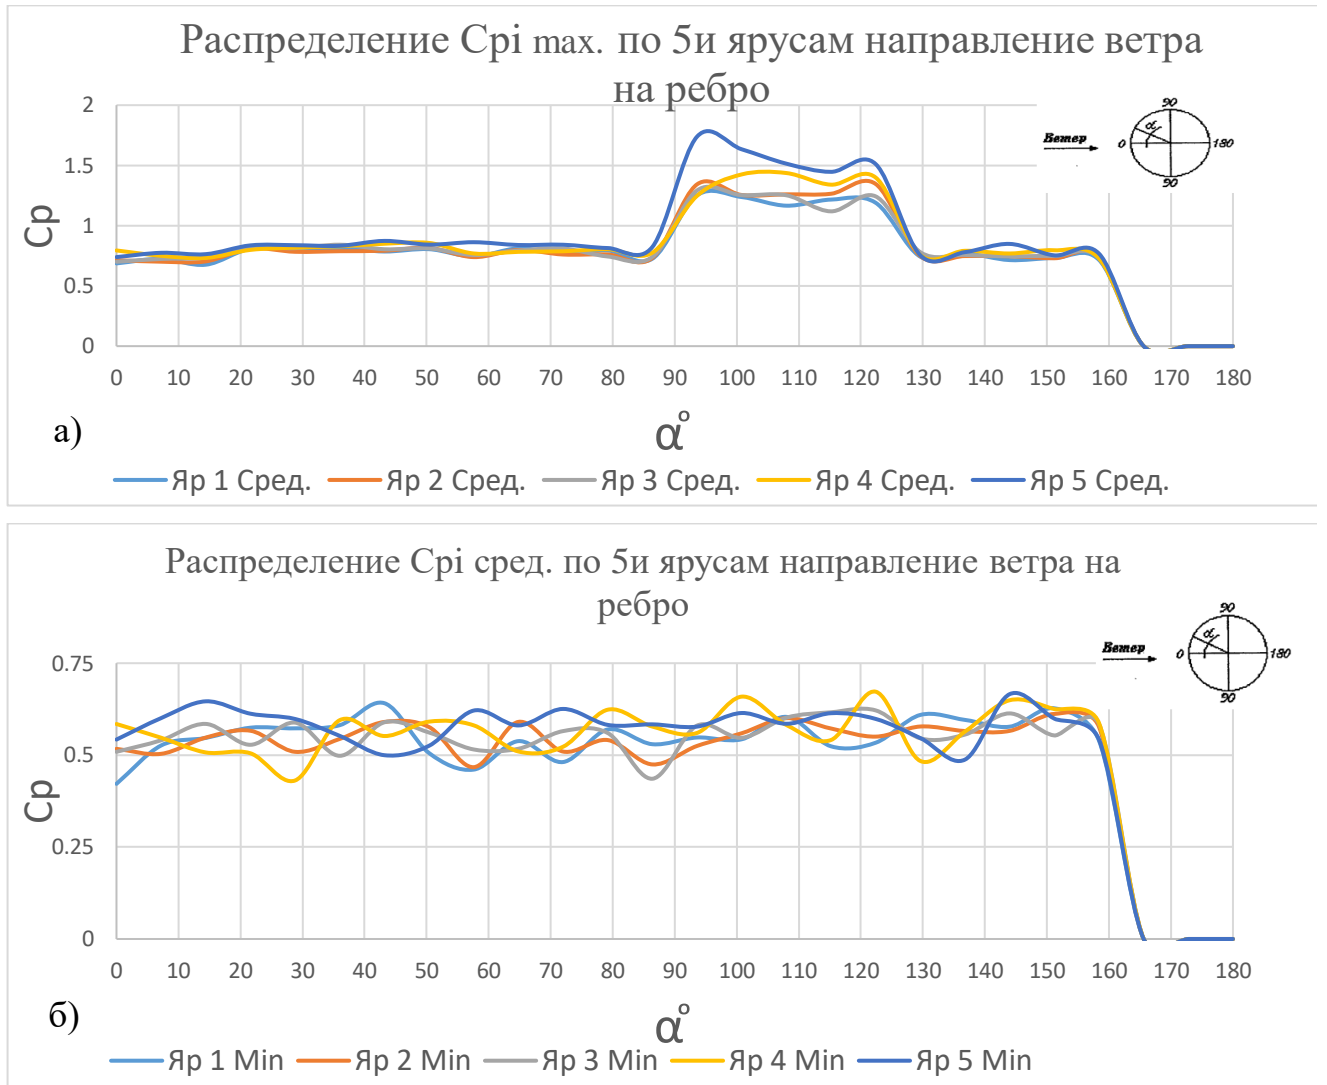 Распределение Cpi max. по 5и ярусам направление ветра
на ребро
2
1.5
1
0.5
0
Cp
0 10 20 30 40 50 60 70 80 90 100 110 120 130 140 150 160 170 180
α°
а)
90
α
Ветер
0
180
90
Яр 1 Сред. Яр 2 Сред. Яр 3 Сред. Яр 4 Сред. Яр 5 Сред.
Распределение Cpi сред. по 5и ярусам направление ветра на
ребро
0.75
0.5
0.25
0
Cp
0 10 20 30 40 50 60 70 80 90 100 110 120 130 140 150 160 170 180
α°
б)
90
α
Ветер
0
180
90
Яр 1 Min Яр 2 Min Яр 3 Min Яр 4 Min Яр 5 Min